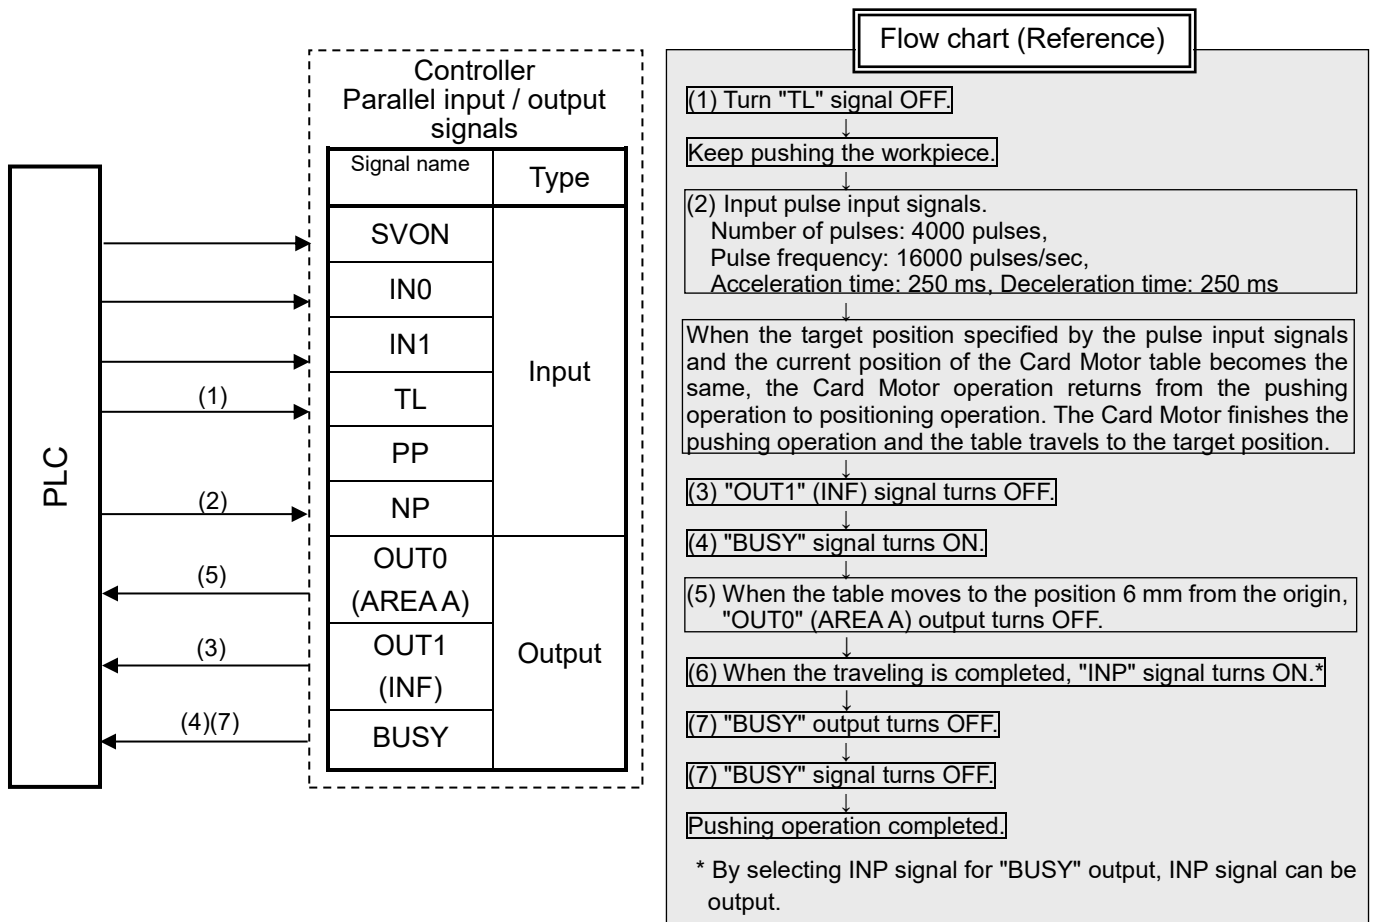 Controller
Parallel input / output
signals
Signal name
Type
SVON
IN0
IN1
TL
PP
NP
Input
OUT0
(AREA A)
OUT1
(INF)
BUSY
Output
PLC
(1)
(2)
(5)
(3)
(4)(7)
Flow chart (Reference)
(1) Turn "TL" signal OFF.
↓
Keep pushing the workpiece.
↓
(2) Input pulse input signals.
Number of pulses: 4000 pulses,
Pulse frequency: 16000 pulses/sec,
Acceleration time: 250 ms, Deceleration time: 250 ms
↓
When the target position specified by the pulse input signals
and the current position of the Card Motor table becomes the
same, the Card Motor operation returns from the pushing
operation to positioning operation. The Card Motor finishes the
pushing operation and the table travels to the target position.
↓
(3) "OUT1" (INF) signal turns OFF.
↓
(4) "BUSY" signal turns ON.
↓
(5) When the table moves to the position 6 mm from the origin,
"OUT0" (AREA A) output turns OFF.
↓
(6) When the traveling is completed, "INP" signal turns ON.*
↓
(7) "BUSY" output turns OFF.
↓
(7) "BUSY" signal turns OFF.
↓
Pushing operation completed.
* By selecting INP signal for "BUSY" output, INP signal can be
output.